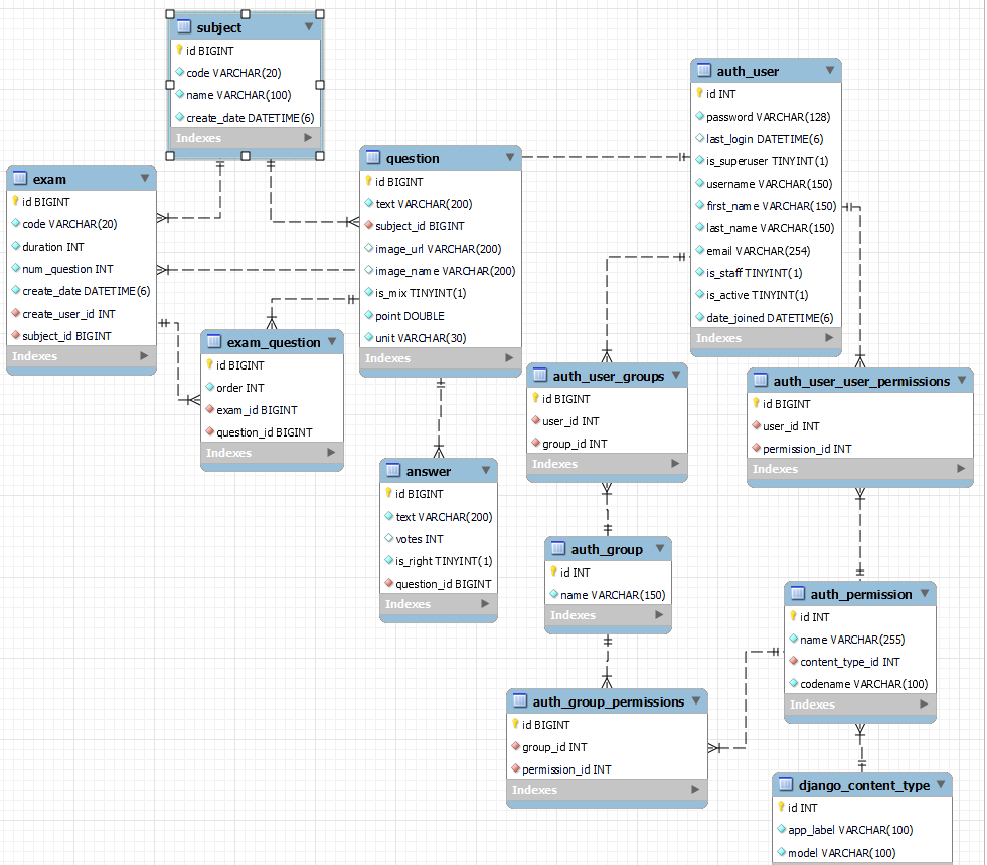 subject
id BIGINT
code VARCHAR(20)
name VARCHAR(100)
create_date DATETIME(6)
Indexes
exam
id BIGINT
code VARCHAR(20)
duration INT
num_question INT
create_date DATETIME(6)
create_user_id INT
subject_id BIGINT
Indexes
question
id BIGINT
text VARCHAR(200)
subject_id BIGINT
image_url VARCHAR(200)
image_name VARCHAR(200)
is_mix TINYINT(1)
point DOUBLE
unit VARCHAR(30)
Indexes
auth_user
id INT
password VARCHAR(128)
last_login DATETIME(6)
is_superuser TINYINT(1)
username VARCHAR(150)
first_name VARCHAR(150)
last_name VARCHAR(150)
email VARCHAR(254)
is_staff TINYINT(1)
is_active TINYINT(1)
date_joined DATETIME(6)
Indexes
exam_question
id BIGINT
order INT
exam_id BIGINT
question_id BIGINT
Indexes
answer
id BIGINT
text VARCHAR(200)
votes INT
is_right TINYINT(1)
question_id BIGINT
Indexes
auth_user_groups
id BIGINT
user_id INT
group_id INT
Indexes
auth_user_user_permissions
id BIGINT
user_id INT
permission_id INT
Indexes
auth_group
id INT
name VARCHAR(150)
Indexes
auth_permission
id INT
name VARCHAR(255)
content_type_id INT
codename VARCHAR(100)
Indexes
auth_group_permissions
id BIGINT
group_id INT
permission_id INT
Indexes
django_content_type
id INT
app_label VARCHAR(100)
model VARCHAR(100)